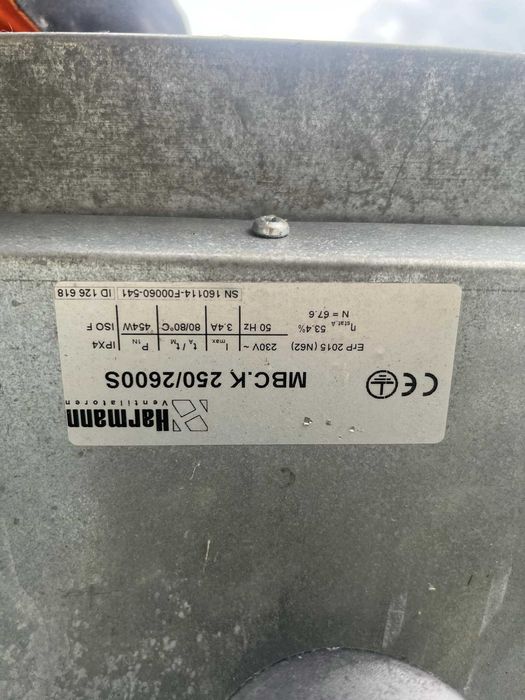 Harmann
Ventilatoren
MBC.K 250/2600S
ErP 2015 (N62) 230V ~ Imax P1N tA / tM IPX4
ηstat.A 53.4% 50 Hz 3.4A 454W 80/80°C ISO F
N = 67.6
SN 160114-F00060-541 ID 126 618
CE